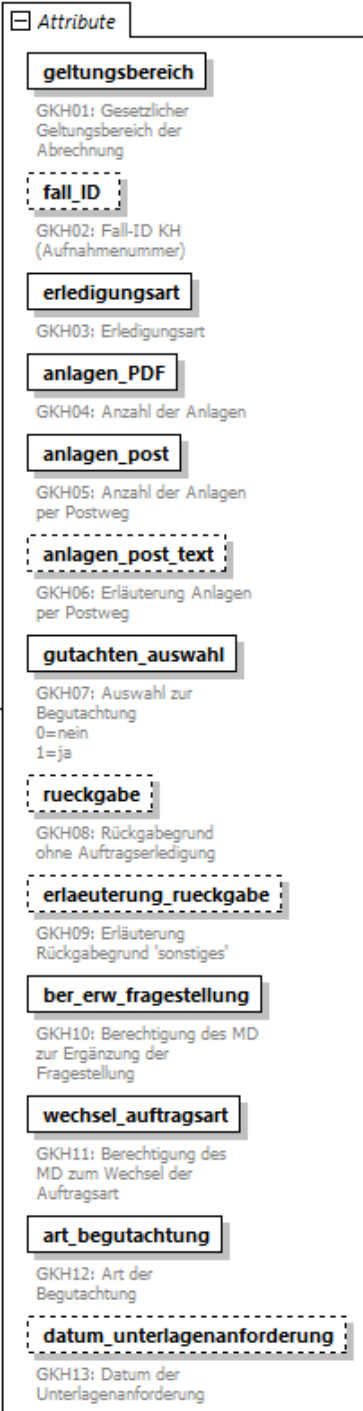 Attribute
geltungsbereich
GKH01: Gesetzlicher
Geltungsbereich der
Abrechnung
fall_ID
GKH02: Fall-ID KH
(Aufnahmenummer)
erledigungsart
GKH03: Erledigungsart
anlagen_PDF
GKH04: Anzahl der Anlagen
anlagen_post
GKH05: Anzahl der Anlagen
per Postweg
anlagen_post_text
GKH06: Erläuterung Anlagen
per Postweg
gutachten_auswahl
GKH07: Auswahl zur
Begutachtung
0=nein
1=ja
rueckgabe
GKH08: Rückgabegrund
ohne Auftragserledigung
erlaeuterung_rueckgabe
GKH09: Erläuterung
Rückgabegrund 'sonstiges'
ber_erw_fragestellung
GKH10: Berechtigung des MD
zur Ergänzung der
Fragestellung
wechsel_auftragsart
GKH11: Berechtigung des
MD zum Wechsel der
Auftragsart
art_begutachtung
GKH12: Art der
Begutachtung
datum_unterlagenanforderung
GKH13: Datum der
Unterlagenanforderung